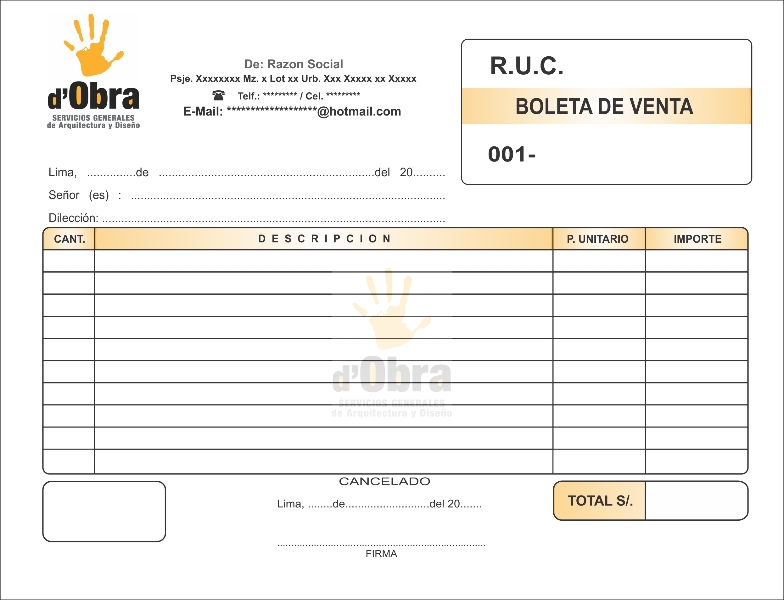 d'Obra
SERVICIOS GENERALES
de Arquitectura y Diseño
De: Razon Social
Psje. Xxxxxxxx Mz. x Lot xx Urb. Xxx Xxxxx xx Xxxxx
☎ Telf.: ********* / Cel. *********
E-Mail: *******************@hotmail.com
R.U.C.
BOLETA DE VENTA
001-
Lima, ...............de ......................................................................del 20..........
Señor (es) : ....................................................................................................
Dilección: .............................................................................................................
CANT. DESCRIPCION P. UNITARIO IMPORTE
d'Obra
SERVICIOS GENERALES
de Arquitectura y Diseño
CANCELADO
Lima, ........de...........................del 20.......
TOTAL S/.
..................................................................
FIRMA